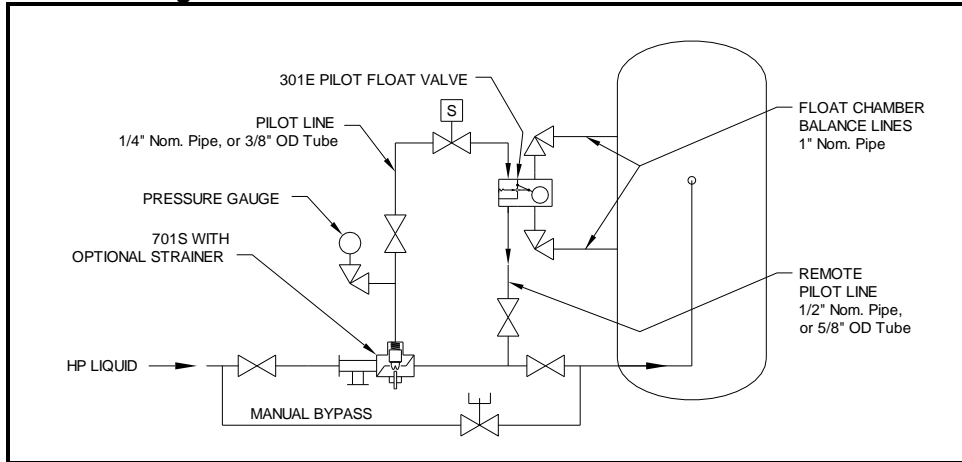 301E PILOT FLOAT VALVE
S
PILOT LINE
1/4" Nom. Pipe, or 3/8" OD Tube
FLOAT CHAMBER
BALANCE LINES
1" Nom. Pipe
PRESSURE GAUGE
701S WITH
OPTIONAL STRAINER
REMOTE
PILOT LINE
1/2" Nom. Pipe,
or 5/8" OD Tube
HP LIQUID
MANUAL BYPASS